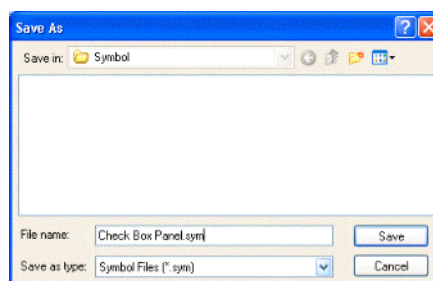 Save As
Save in: Symbol
File name: Check Box Panel.sym Save
Save as type: Symbol Files (*.sym) Cancel